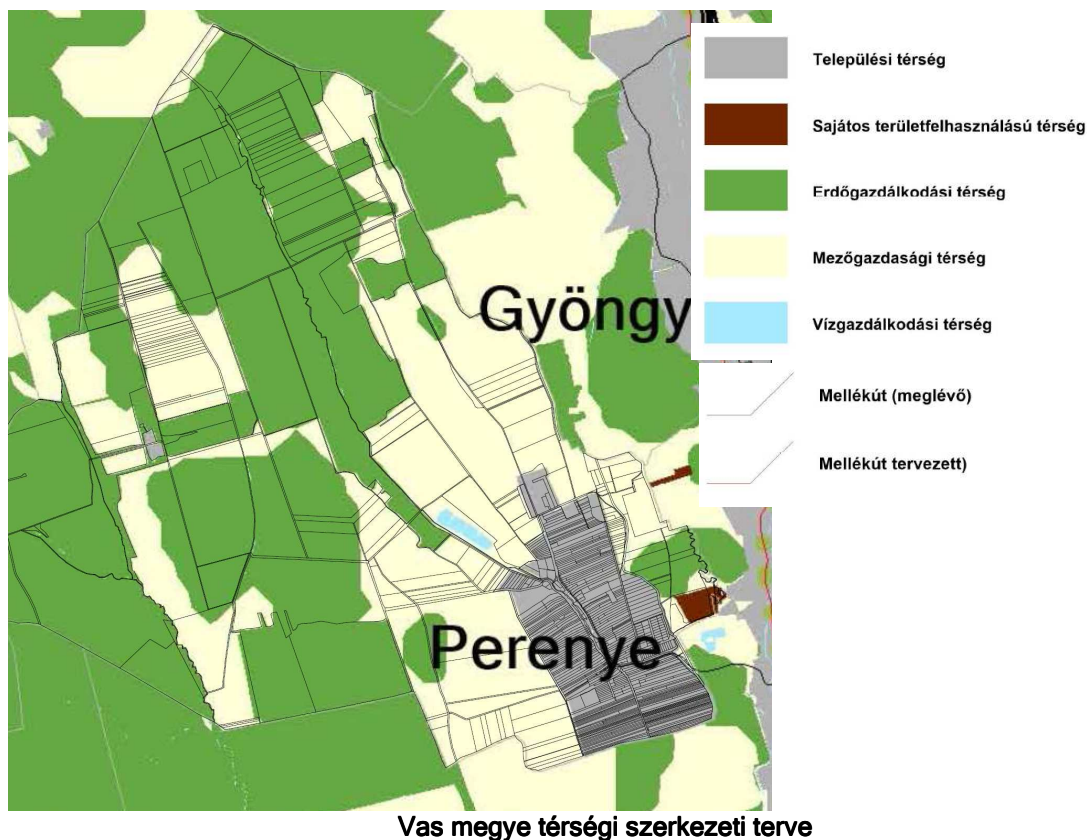 Települési térség
Sajátos területfelhasználású térség
Erdőgazdálkodási térség
Mezőgazdasági térség
Gyöngy
Vízgazdálkodási térség
Mellékút (meglévő)
Mellékút tervezett)
Perenye
Vas megye térségi szerkezeti terve